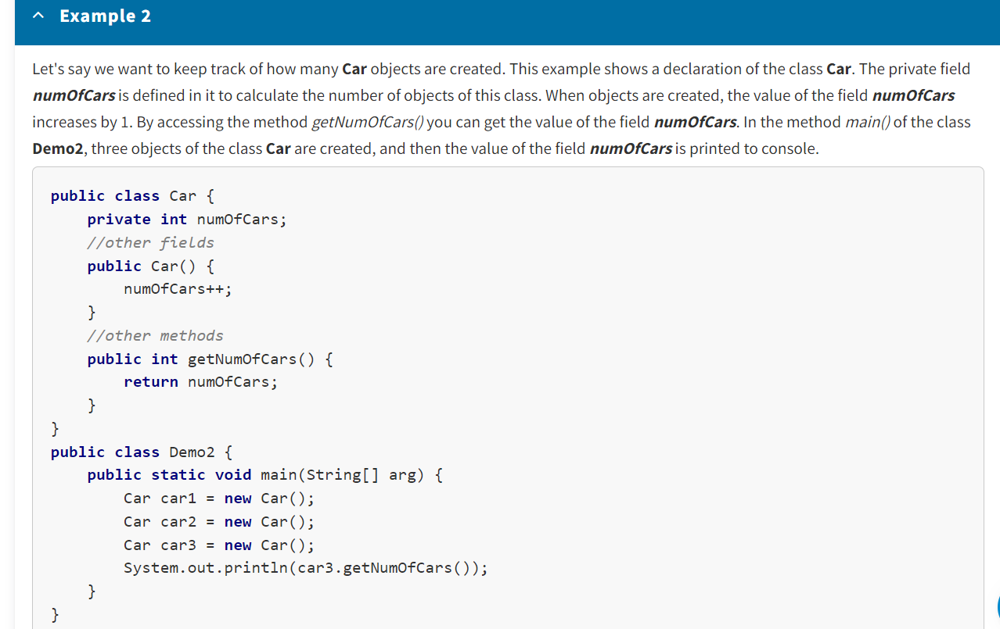 Example 2
Let's say we want to keep track of how many Car objects are created. This example shows a declaration of the class Car. The private field
numOfCars is defined in it to calculate the number of objects of this class. When objects are created, the value of the field numOfCars
increases by 1. By accessing the method getNumOfCars() you can get the value of the field numOfCars. In the method main() of the class
Demo2, three objects of the class Car are created, and then the value of the field numOfCars is printed to console.
public class Car {
    private int numOfCars;
    //other fields
    public Car() {
        numOfCars++;
    }
    //other methods
    public int getNumOfCars() {
        return numOfCars;
    }
}
public class Demo2 {
    public static void main(String[] arg) {
        Car car1 = new Car();
        Car car2 = new Car();
        Car car3 = new Car();
        System.out.println(car3.getNumOfCars());
    }
}